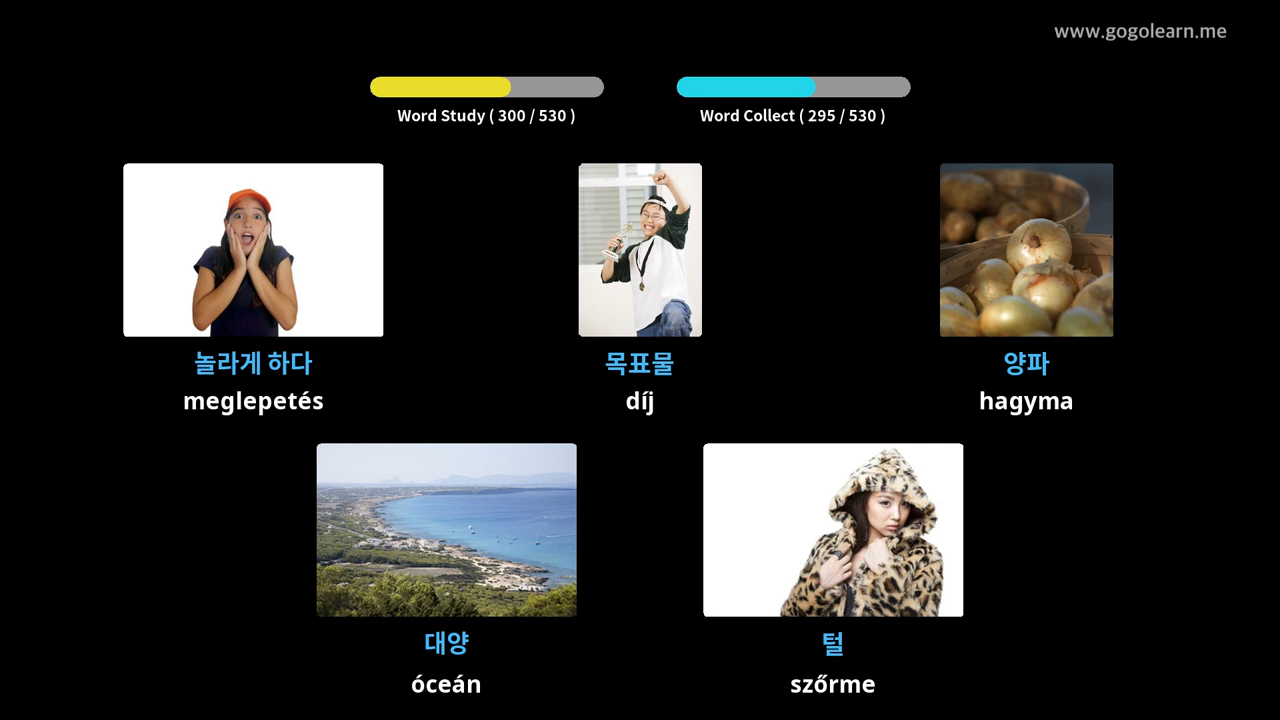 www.gogolearn.me
Word Study ( 300 / 530 )
Word Collect ( 295 / 530 )
놀라게 하다
meglepetés
목표물
díj
양파
hagyma
대양
óceán
털
szőrme